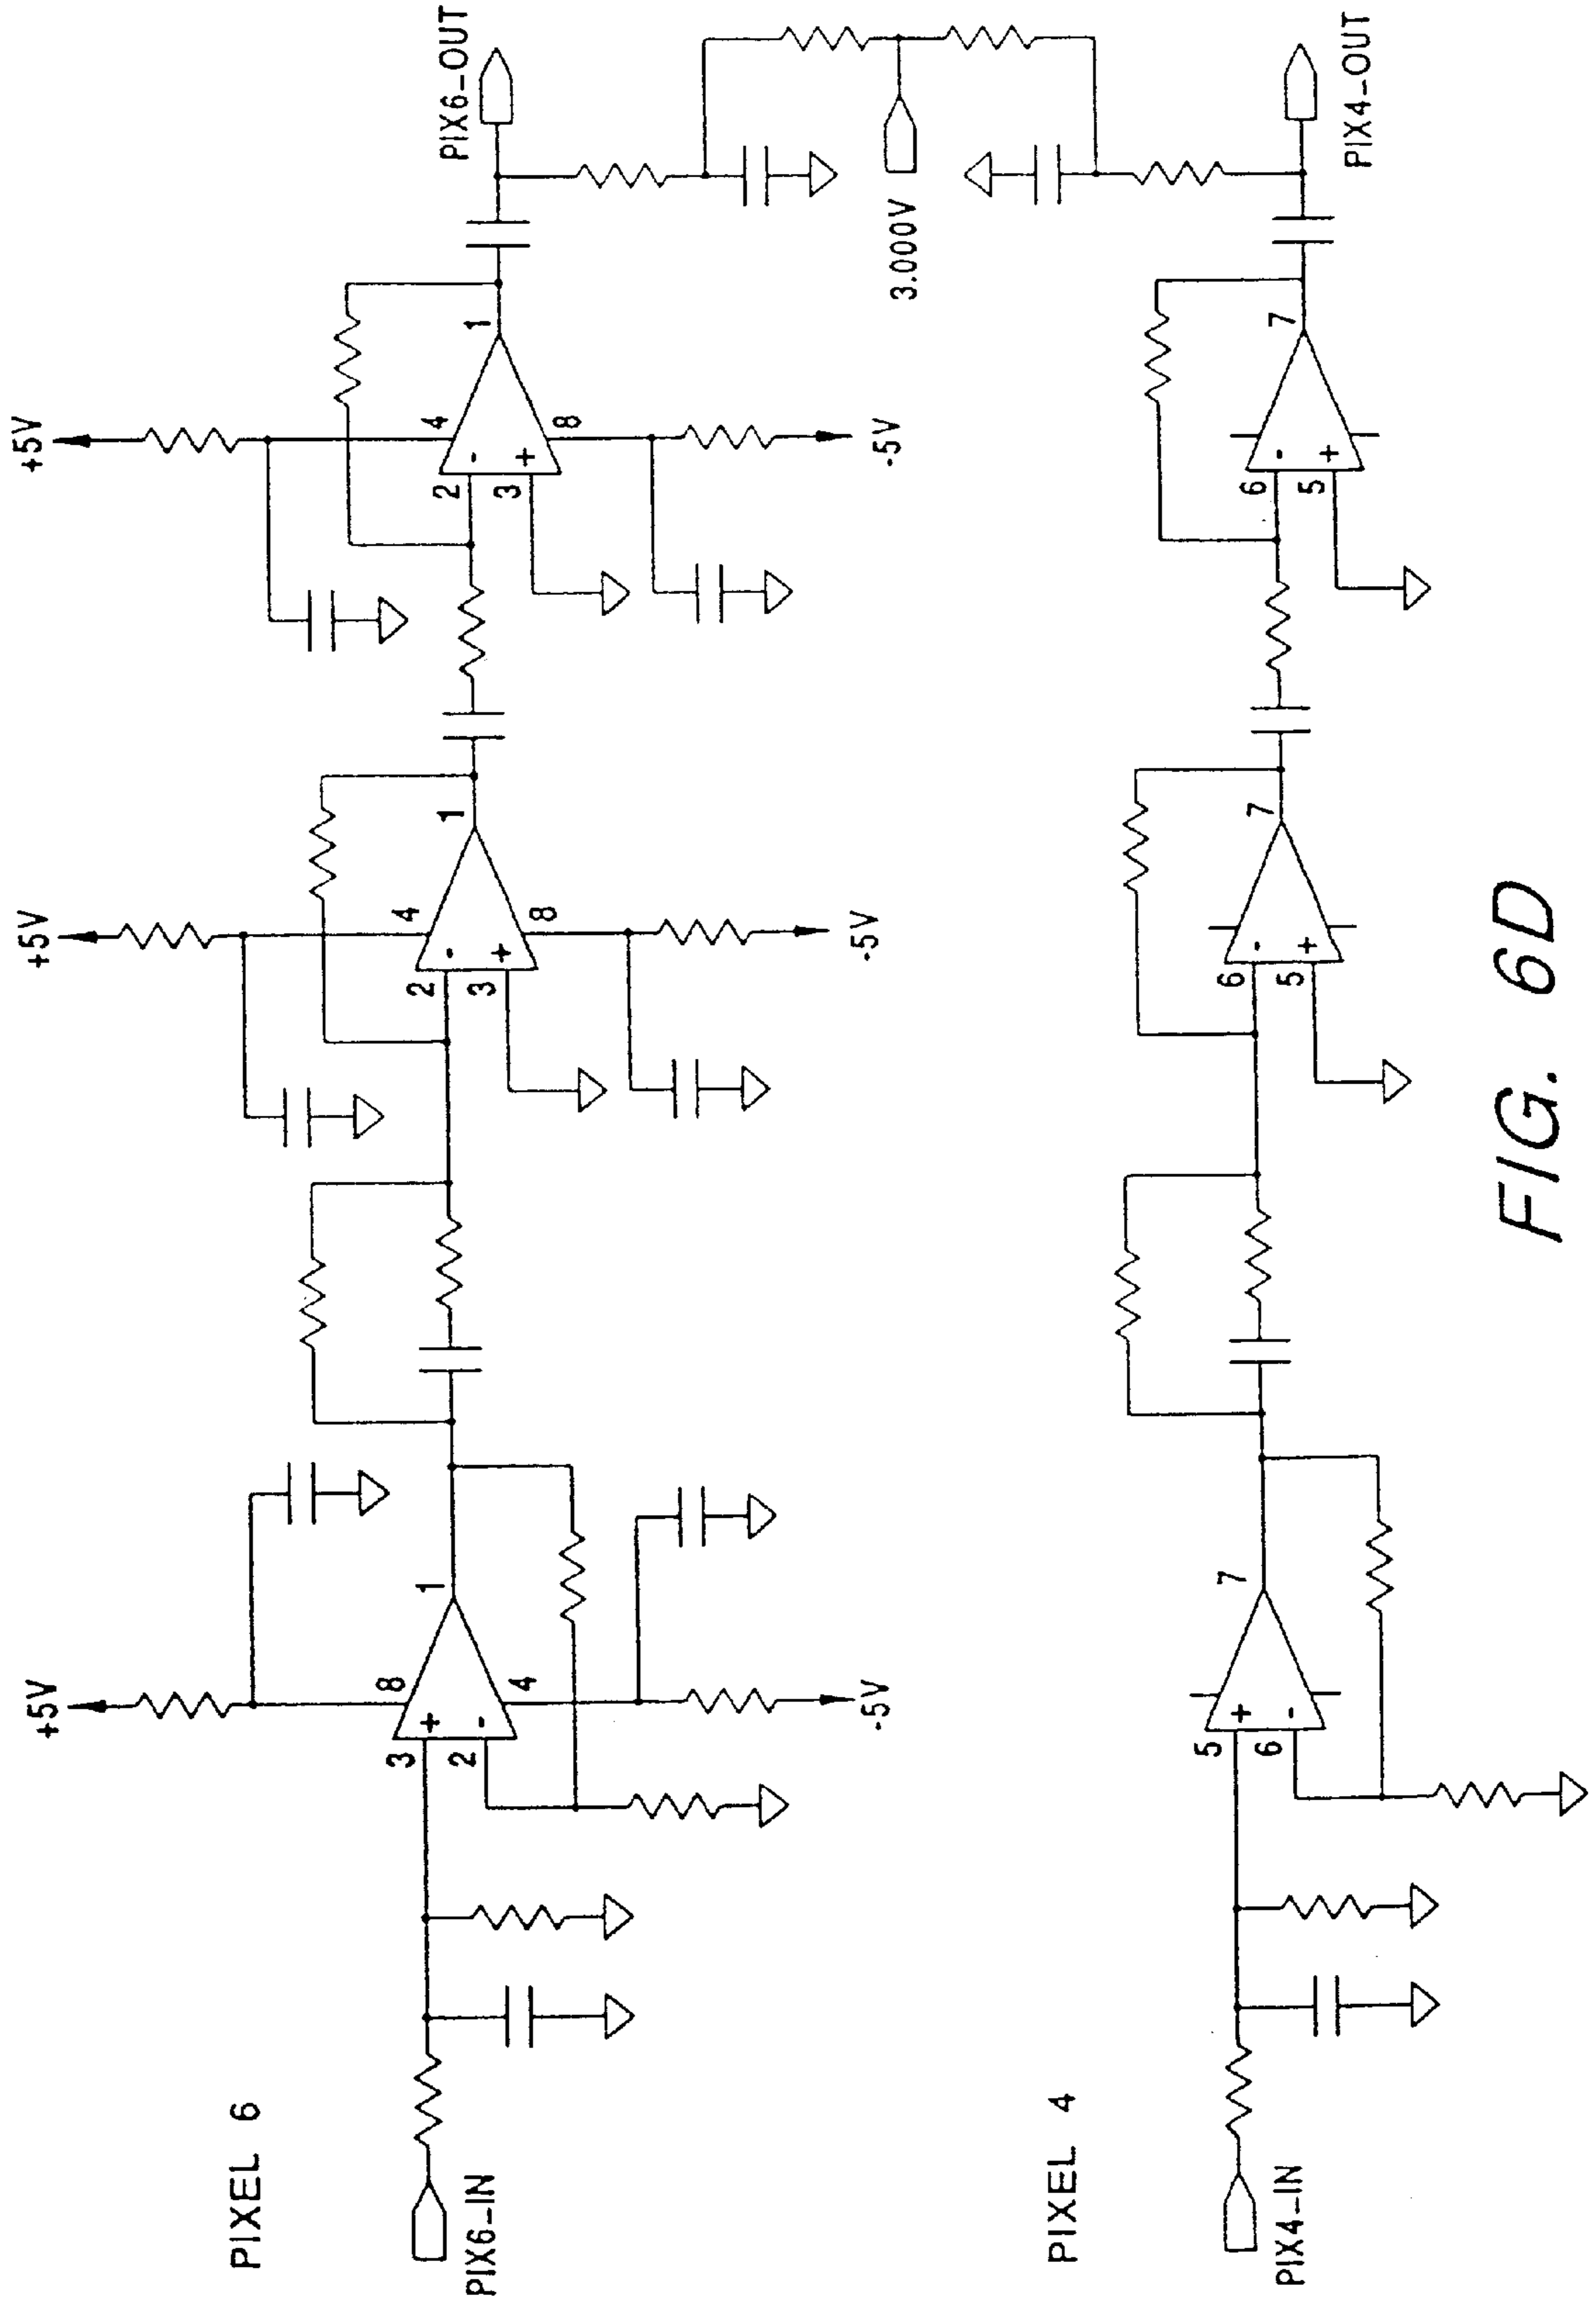 PIXEL 6
+5V
+5V
+5V
3
8
+
-
2
4
1
2
4
-
+
3
8
1
2
4
-
+
3
8
1
PIX6-IN
PIX6-OUT
-5V
-5V
-5V
3.000V
PIXEL 4
5
+
-
6
7
6
-
+
5
7
6
-
+
5
7
PIX4-IN
PIX4-OUT
FIG. 6D